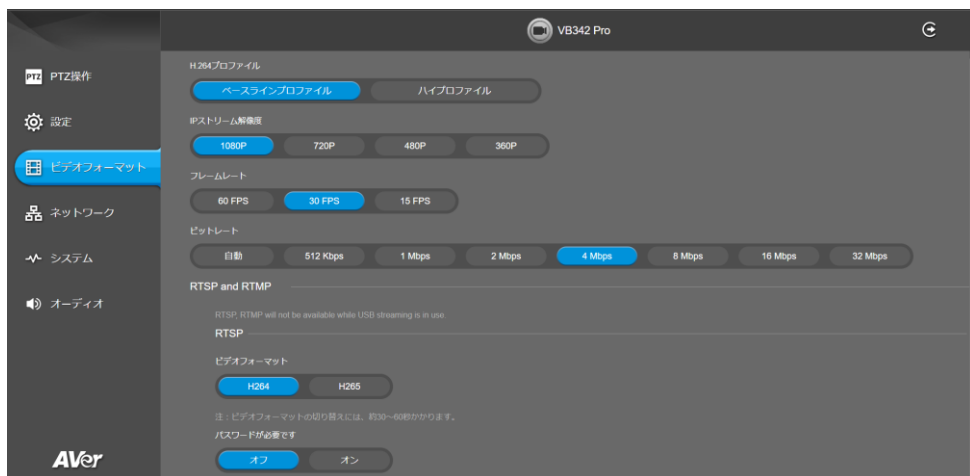 VB342 Pro
PTZ PTZ操作
設定
ビデオフォーマット
ネットワーク
システム
オーディオ
AVer
H.264プロファイル
ベースラインプロファイル ハイプロファイル
IPストリーム解像度
1080P 720P 480P 360P
フレームレート
60 FPS 30 FPS 15 FPS
ビットレート
自動 512 Kbps 1 Mbps 2 Mbps 4 Mbps 8 Mbps 16 Mbps 32 Mbps
RTSP and RTMP
RTSP, RTMP will not be available while USB streaming is in use.
RTSP
ビデオフォーマット
H264 H265
注：ビデオフォーマットの切り替えには、約30～60秒かかります。
パスワードが必要です
オフ オン